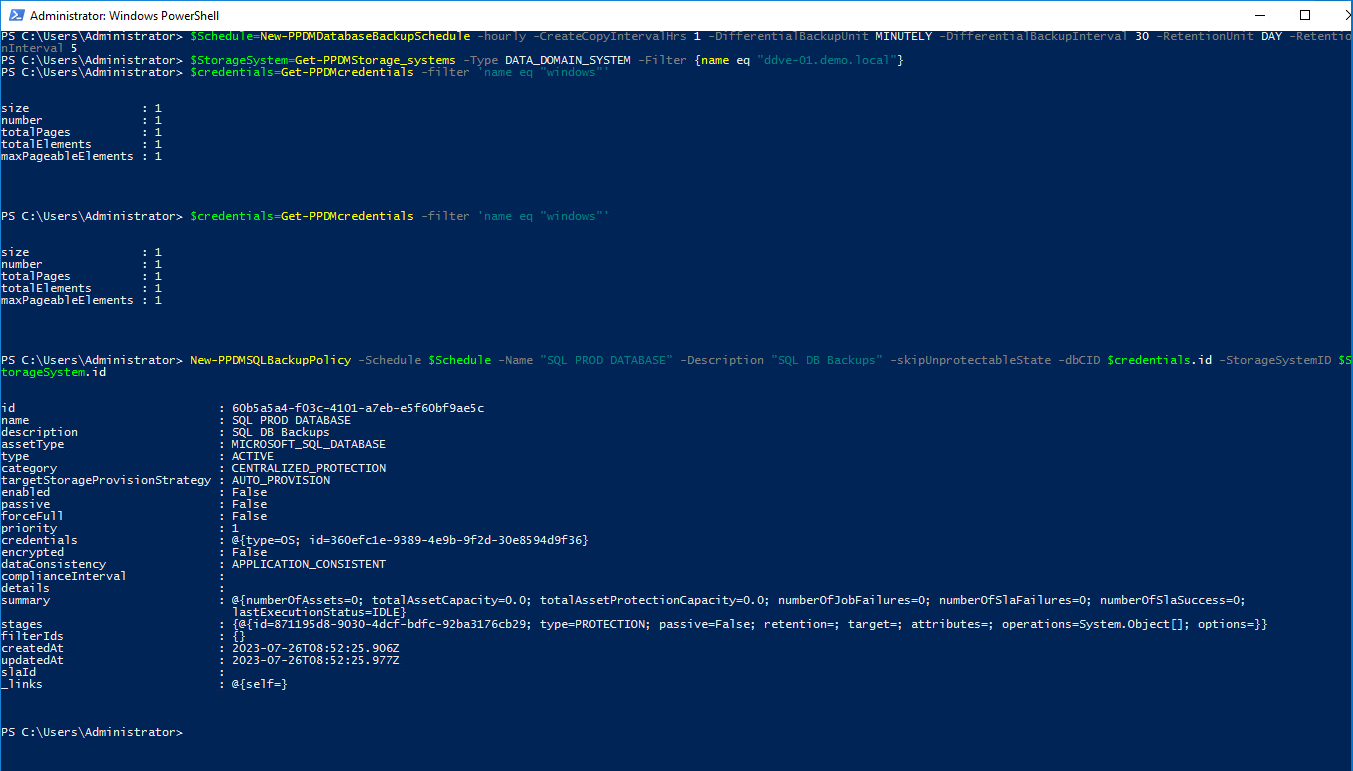 Administrator: Windows PowerShell
PS C:\Users\Administrator> $Schedule=New-PPDMDatabaseBackupSchedule -hourly -CreateCopyIntervalHrs 1 -DifferentialBackupUnit MINUTELY -DifferentialBackupInterval 30 -RetentionUnit DAY -Retentio
nInterval 5
PS C:\Users\Administrator> $StorageSystem=Get-PPDMStorage_systems -Type DATA_DOMAIN_SYSTEM -Filter {name eq "ddve-01.demo.local"}
PS C:\Users\Administrator> $credentials=Get-PPDMcredentials -filter 'name eq "windows"'
size : 1
number : 1
totalPages : 1
totalElements : 1
maxPageableElements : 1
PS C:\Users\Administrator> $credentials=Get-PPDMcredentials -filter 'name eq "windows"'
size : 1
number : 1
totalPages : 1
totalElements : 1
maxPageableElements : 1
PS C:\Users\Administrator> New-PPDMSQLBackupPolicy -Schedule $Schedule -Name "SQL PROD DATABASE" -Description "SQL DB Backups" -skipUnprotectableState -dbCID $credentials.id -StorageSystemID $S
torageSystem.id
id : 60b5a5a4-f03c-4101-a7eb-e5f60bf9ae5c
name : SQL PROD DATABASE
description : SQL DB Backups
assetType : MICROSOFT_SQL_DATABASE
type : ACTIVE
category : CENTRALIZED_PROTECTION
targetStorageProvisionStrategy : AUTO_PROVISION
enabled : False
passive : False
forceFull : False
priority : 1
credentials : @{type=OS; id=360efc1e-9389-4e9b-9f2d-30e8594d9f36}
encrypted : False
dataConsistency : APPLICATION_CONSISTENT
complianceInterval :
details :
summary : @{numberOfAssets=0; totalAssetCapacity=0.0; totalAssetProtectionCapacity=0.0; numberOfJobFailures=0; numberOfSlaFailures=0; numberOfSlaSuccess=0;
lastExecutionStatus=IDLE}
stages : {@{id=871195d8-9030-4dcf-bdfc-92ba3176cb29; type=PROTECTION; passive=False; retention=; target=; attributes=; operations=System.Object[]; options=}}
filterIds : {}
createdAt : 2023-07-26T08:52:25.906Z
updatedAt : 2023-07-26T08:52:25.977Z
slaId :
_links : @{self=}
PS C:\Users\Administrator>